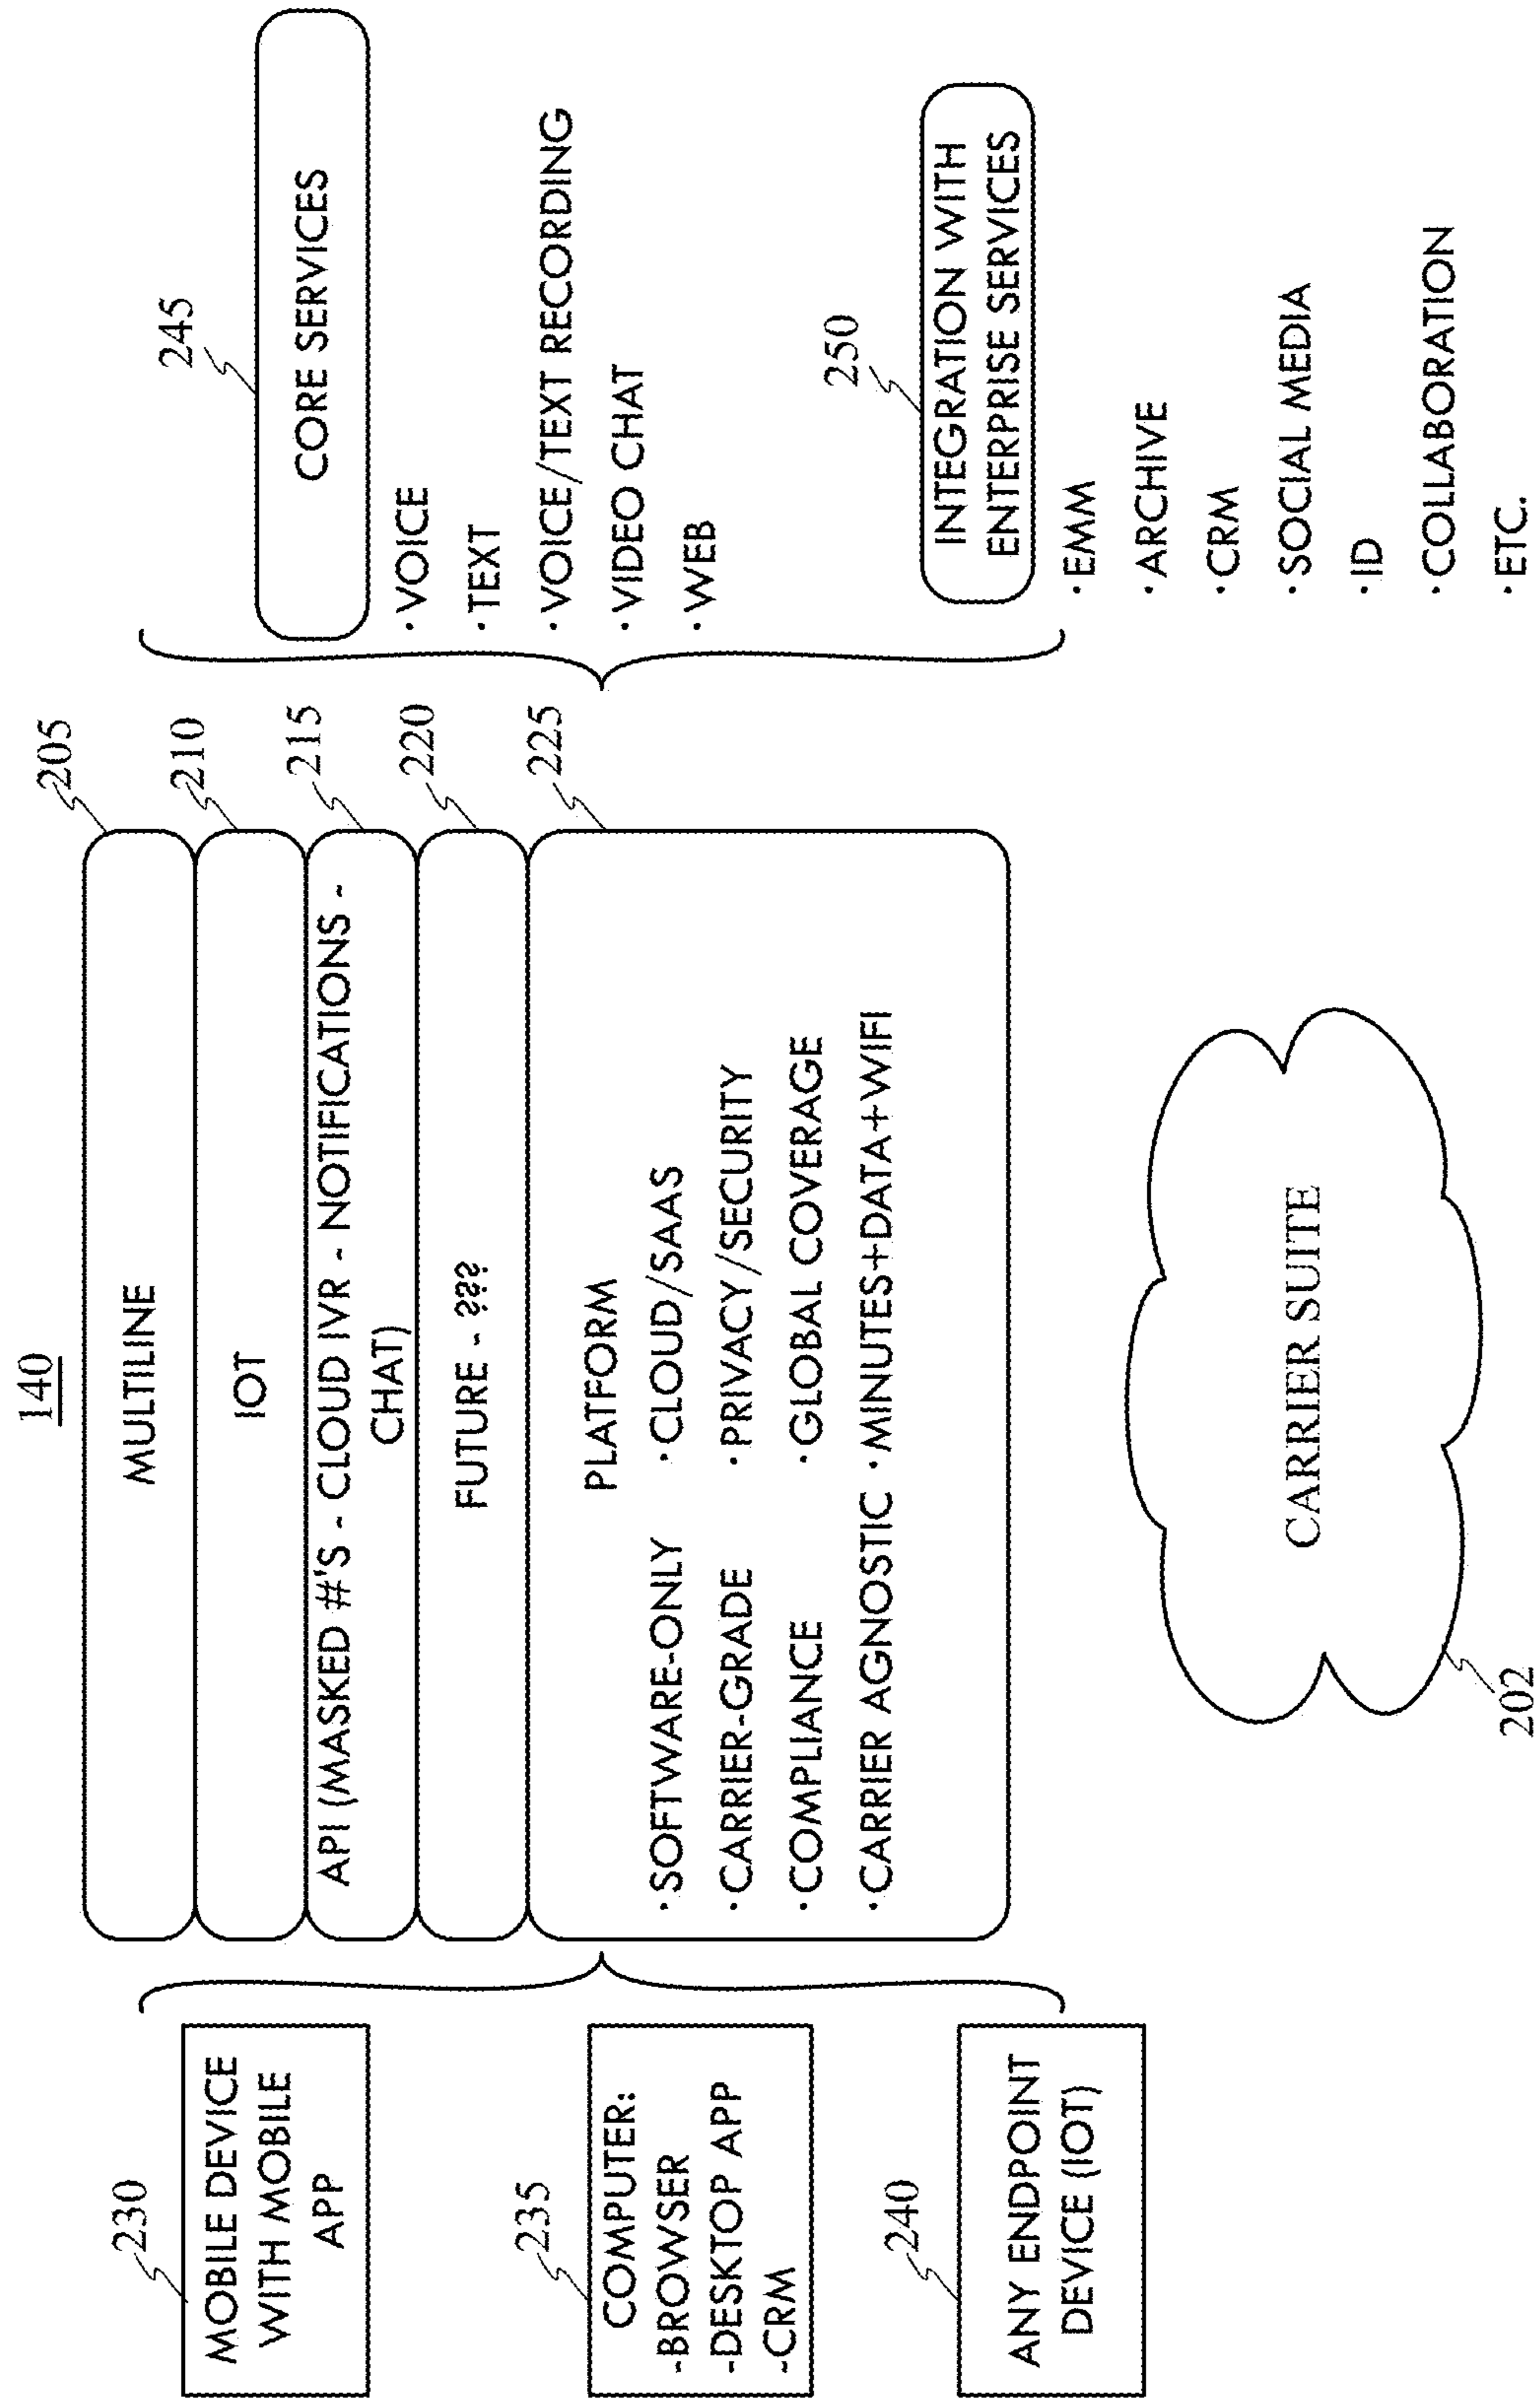 140
230
MOBILE DEVICE
WITH MOBILE
APP
235
COMPUTER:
-BROWSER
-DESKTOP APP
-CRM
240
ANY ENDPOINT
DEVICE (IOT)
205
MULTILINE
210
IOT
215
API (MASKED #'S - CLOUD IVR - NOTIFICATIONS -
CHAT)
220
FUTURE - ???
225
PLATFORM
·SOFTWARE-ONLY ·CLOUD/SAAS
·CARRIER-GRADE ·PRIVACY/SECURITY
·COMPLIANCE ·GLOBAL COVERAGE
·CARRIER AGNOSTIC ·MINUTES+DATA+WIFI
245
CORE SERVICES
·VOICE
·TEXT
·VOICE/TEXT RECORDING
·VIDEO CHAT
·WEB
250
INTEGRATION WITH
ENTERPRISE SERVICES
·EMM
·ARCHIVE
·CRM
·SOCIAL MEDIA
·ID
·COLLABORATION
·ETC.
CARRIER SUITE
202